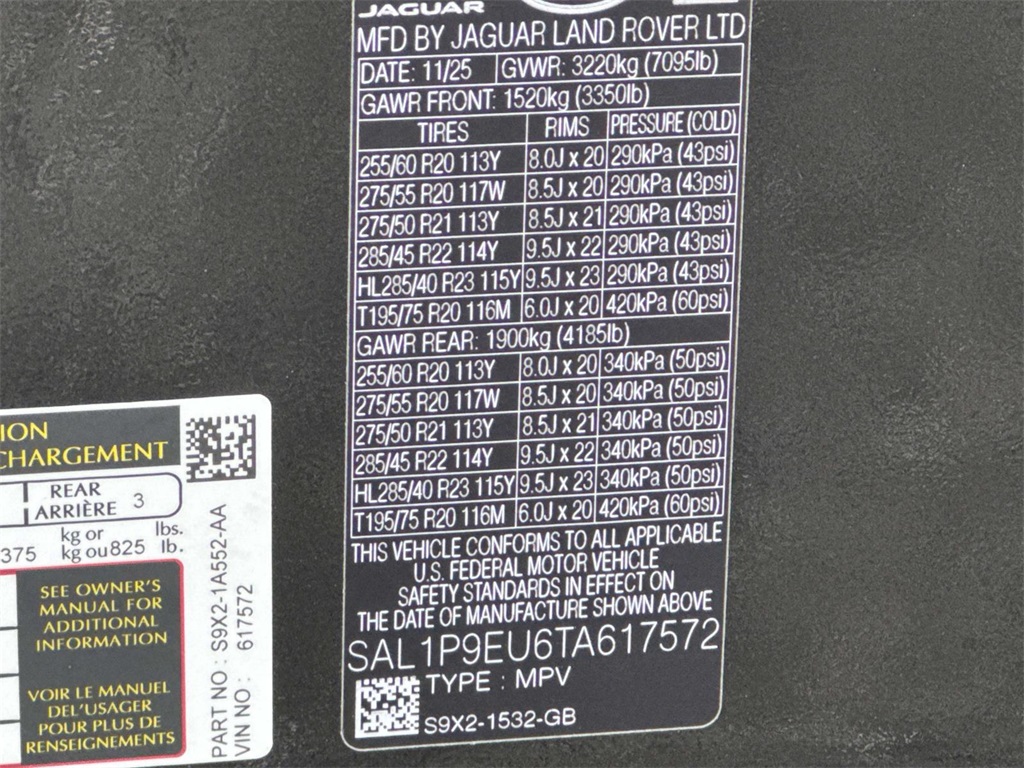 JAGUAR
MFD BY JAGUAR LAND ROVER LTD
DATE: 11/25 GVWR: 3220kg (7095lb)
GAWR FRONT: 1520kg (3350lb)
TIRES RIMS PRESSURE (COLD)
255/60 R20 113Y 8.0J x 20 290kPa (43psi)
275/55 R20 117W 8.5J x 20 290kPa (43psi)
275/50 R21 113Y 8.5J x 21 290kPa (43psi)
285/45 R22 114Y 9.5J x 22 290kPa (43psi)
HL285/40 R23 115Y 9.5J x 23 290kPa (43psi)
T195/75 R20 116M 6.0J x 20 420kPa (60psi)
GAWR REAR: 1900kg (4185lb)
255/60 R20 113Y 8.0J x 20 340kPa (50psi)
275/55 R20 117W 8.5J x 20 340kPa (50psi)
275/50 R21 113Y 8.5J x 21 340kPa (50psi)
285/45 R22 114Y 9.5J x 22 340kPa (50psi)
HL285/40 R23 115Y 9.5J x 23 340kPa (50psi)
T195/75 R20 116M 6.0J x 20 420kPa (60psi)
THIS VEHICLE CONFORMS TO ALL APPLICABLE
U.S. FEDERAL MOTOR VEHICLE
SAFETY STANDARDS IN EFFECT ON
THE DATE OF MANUFACTURE SHOWN ABOVE
SAL1P9EU6TA617572
TYPE : MPV
S9X2-1532-GB
ION
CHARGEMENT
REAR
ARRIÈRE 3
kg or lbs.
375 kg ou 825 lb.
SEE OWNER'S
MANUAL FOR
ADDITIONAL
INFORMATION
VOIR LE MANUEL
DEL'USAGER
POUR PLUS DE
RENSEIGNEMENTS
PART NO : S9X2-1A552-AA
VIN NO : 617572